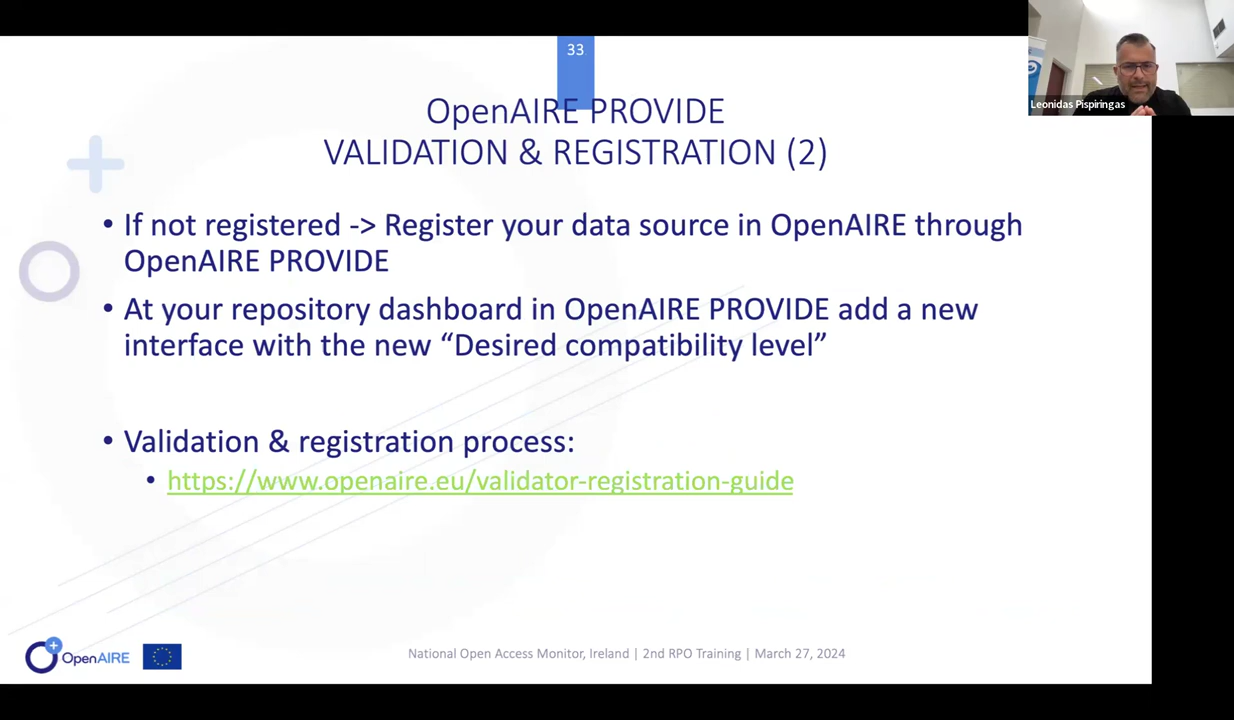 33
Leonidas Pispiringas
OpenAIRE PROVIDE
VALIDATION & REGISTRATION (2)
• If not registered -> Register your data source in OpenAIRE through
OpenAIRE PROVIDE
• At your repository dashboard in OpenAIRE PROVIDE add a new
interface with the new “Desired compatibility level”
• Validation & registration process:
• https://www.openaire.eu/validator-registration-guide
OpenAIRE
National Open Access Monitor, Ireland | 2nd RPO Training | March 27, 2024